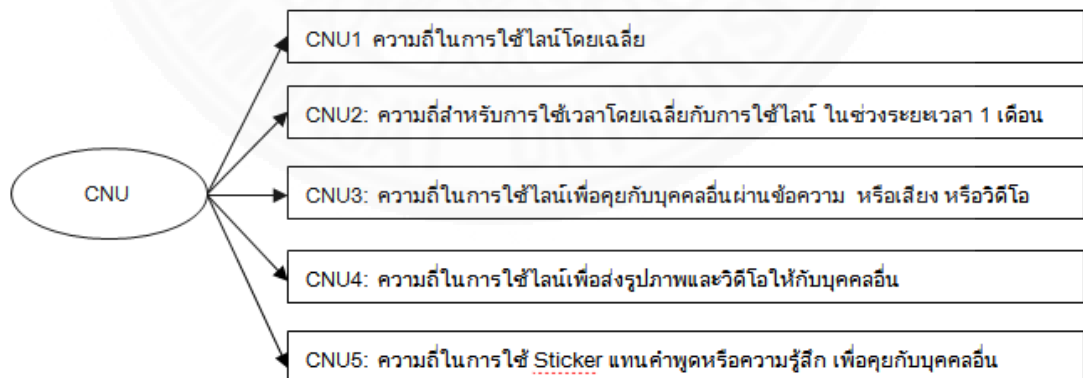 CNU1 ความถี่ในการใช้ไลน์โดยเฉลี่ย
CNU2: ความถี่สำหรับการใช้เวลาโดยเฉลี่ยกับการใช้ไลน์ ในช่วงระยะเวลา 1 เดือน
CNU
CNU3: ความถี่ในการใช้ไลน์เพื่อคุยกับบุคคลอื่นผ่านข้อความ หรือเสียง หรือวิดีโอ
CNU4: ความถี่ในการใช้ไลน์เพื่อส่งรูปภาพและวิดีโอให้กับบุคคลอื่น
CNU5: ความถี่ในการใช้ Sticker แทนคำพูดหรือความรู้สึก เพื่อคุยกับบุคคลอื่น